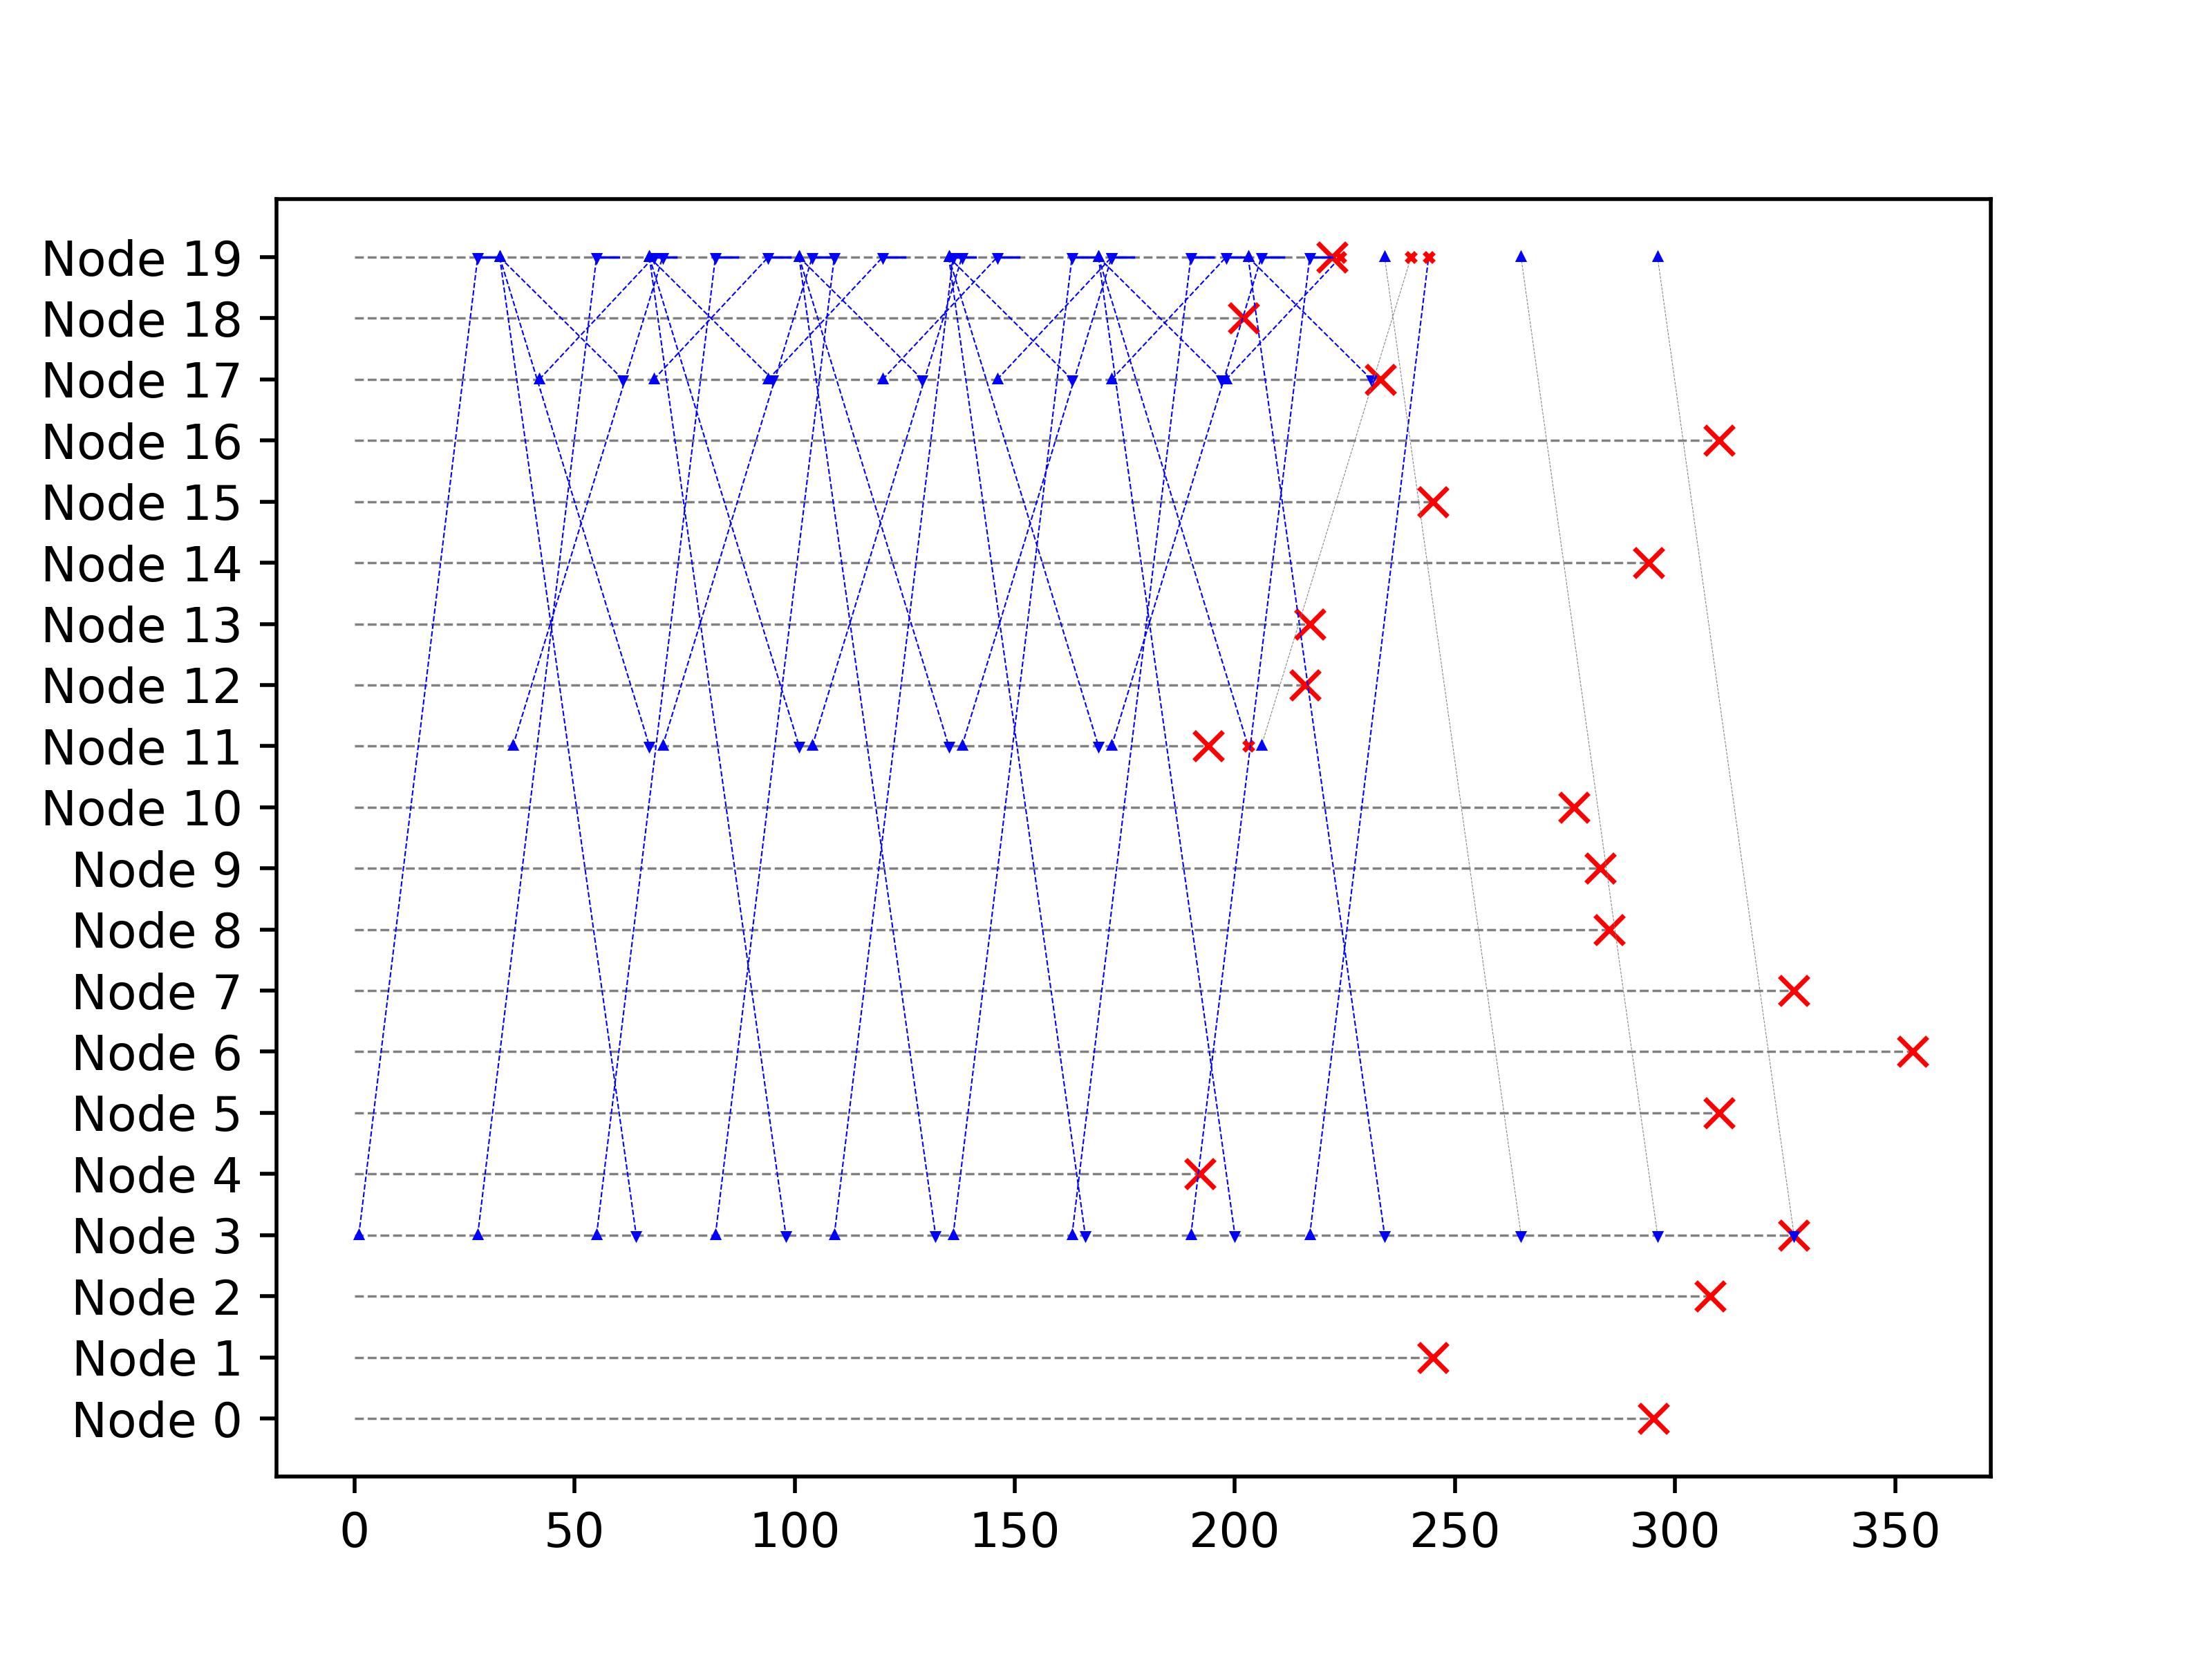 Node 19
Node 18
Node 17
Node 16
Node 15
Node 14
Node 13
Node 12
Node 11
Node 10
Node 9
Node 8
Node 7
Node 6
Node 5
Node 4
Node 3
Node 2
Node 1
Node 0
0 50 100 150 200 250 300 350